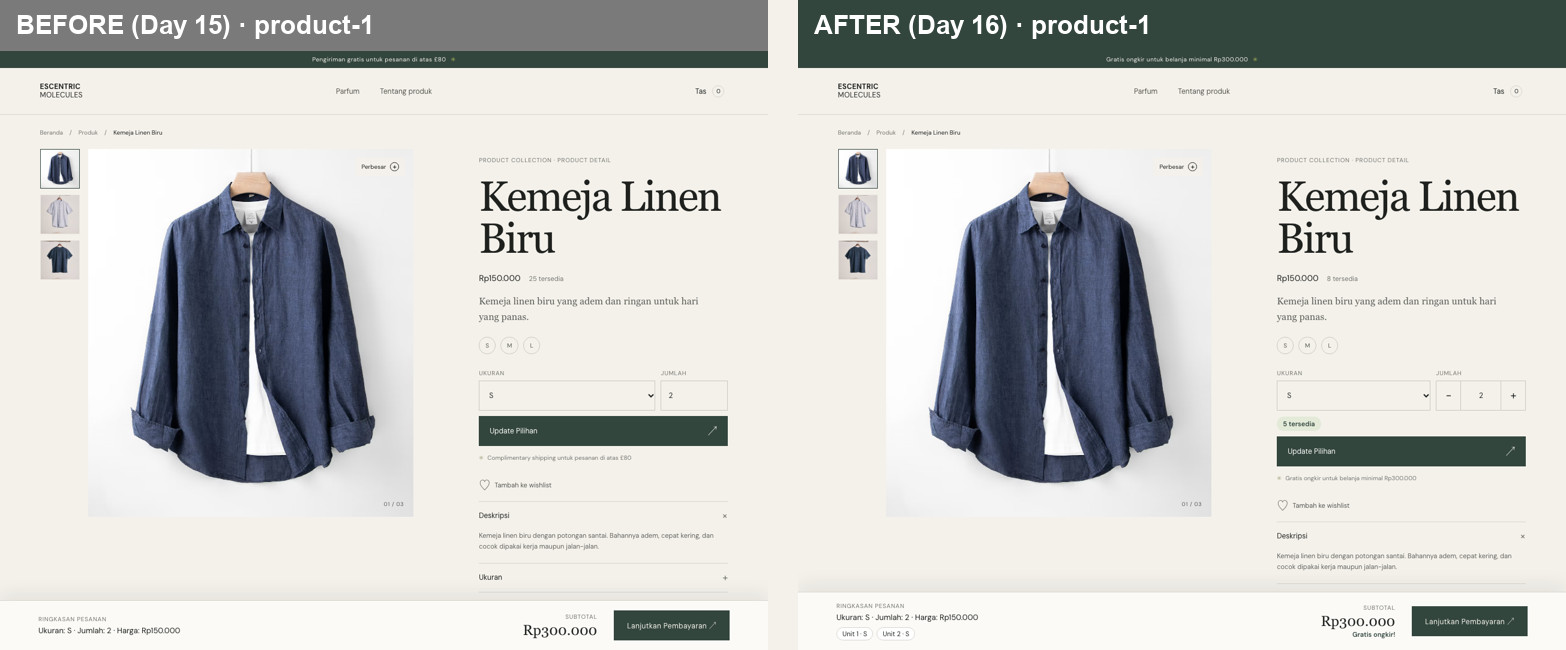 BEFORE (Day 15) · product-1
Pengiriman gratis untuk pesanan di atas £80
ESCENTRIC
MOLECULES
Parfum
Tentang produk
Tas 0
Beranda / Produk / Kemeja Linen Biru
Perbesar
01 / 03
PRODUCT COLLECTION · PRODUCT DETAIL
Kemeja Linen
Biru
Rp150.000 25 tersedia
Kemeja linen biru yang adem dan ringan untuk hari
yang panas.
S M L
UKURAN JUMLAH
S 2
Update Pilihan
Complimentary shipping untuk pesanan di atas £80
Tambah ke wishlist
Deskripsi
Kemeja linen biru dengan potongan santai. Bahannya adem, cepat kering, dan
cocok dipakai kerja maupun jalan-jalan.
Ukuran
RINGKASAN PESANAN
Ukuran: S · Jumlah: 2 · Harga: Rp150.000
SUBTOTAL
Rp300.000
Lanjutkan Pembayaran
AFTER (Day 16) · product-1
Gratis ongkir untuk belanja minimal Rp300.000
ESCENTRIC
MOLECULES
Parfum
Tentang produk
Tas 0
Beranda / Produk / Kemeja Linen Biru
Perbesar
01 / 03
PRODUCT COLLECTION · PRODUCT DETAIL
Kemeja Linen
Biru
Rp150.000 8 tersedia
Kemeja linen biru yang adem dan ringan untuk hari
yang panas.
S M L
UKURAN JUMLAH
S − 2 +
5 tersedia
Update Pilihan
Gratis ongkir untuk belanja minimal Rp300.000
Tambah ke wishlist
Deskripsi
Kemeja linen biru dengan potongan santai. Bahannya adem, cepat kering, dan
cocok dipakai kerja maupun jalan-jalan.
RINGKASAN PESANAN
Ukuran: S · Jumlah: 2 · Harga: Rp150.000
Unit 1 · S Unit 2 · S
SUBTOTAL
Rp300.000
Gratis ongkir!
Lanjutkan Pembayaran